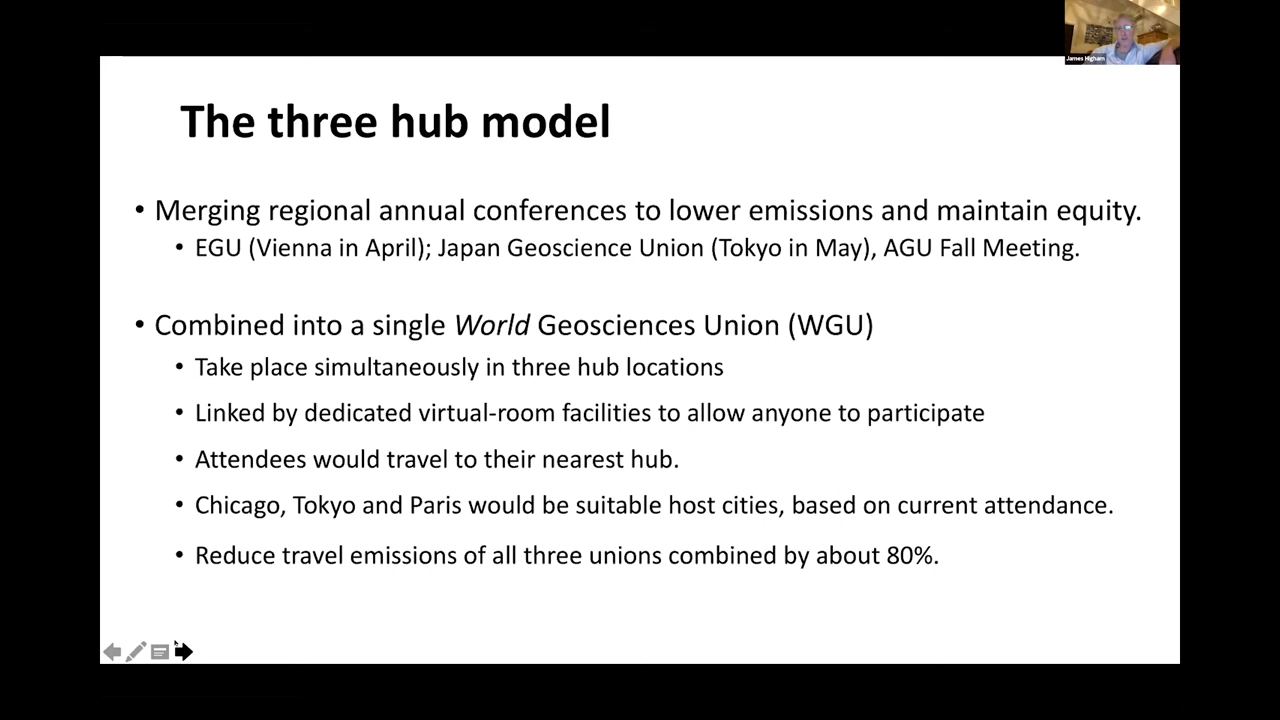 James Higham
The three hub model
• Merging regional annual conferences to lower emissions and maintain equity.
• EGU (Vienna in April); Japan Geoscience Union (Tokyo in May), AGU Fall Meeting.
• Combined into a single World Geosciences Union (WGU)
• Take place simultaneously in three hub locations
• Linked by dedicated virtual-room facilities to allow anyone to participate
• Attendees would travel to their nearest hub.
• Chicago, Tokyo and Paris would be suitable host cities, based on current attendance.
• Reduce travel emissions of all three unions combined by about 80%.